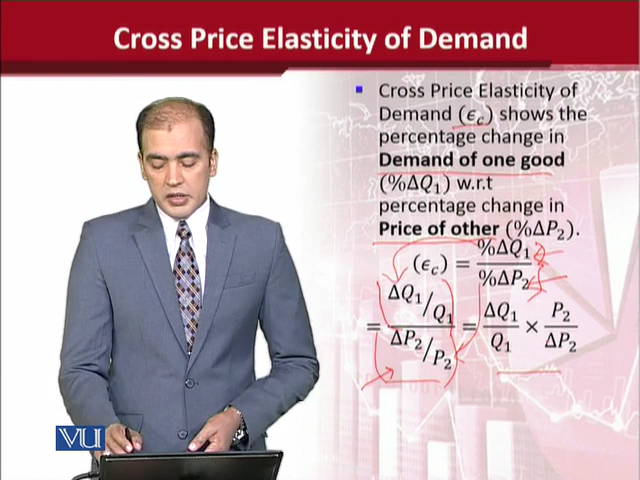 Cross Price Elasticity of Demand
Cross Price Elasticity of
Demand (ϵ_c) shows the
percentage change in
Demand of one good
(%ΔQ₁) w.r.t
percentage change in
Price of other (%ΔP₂).
(ϵ_c) = %ΔQ₁ / %ΔP₂
= (ΔQ₁/Q₁) / (ΔP₂/P₂) = ΔQ₁/Q₁ × P₂/ΔP₂
VU